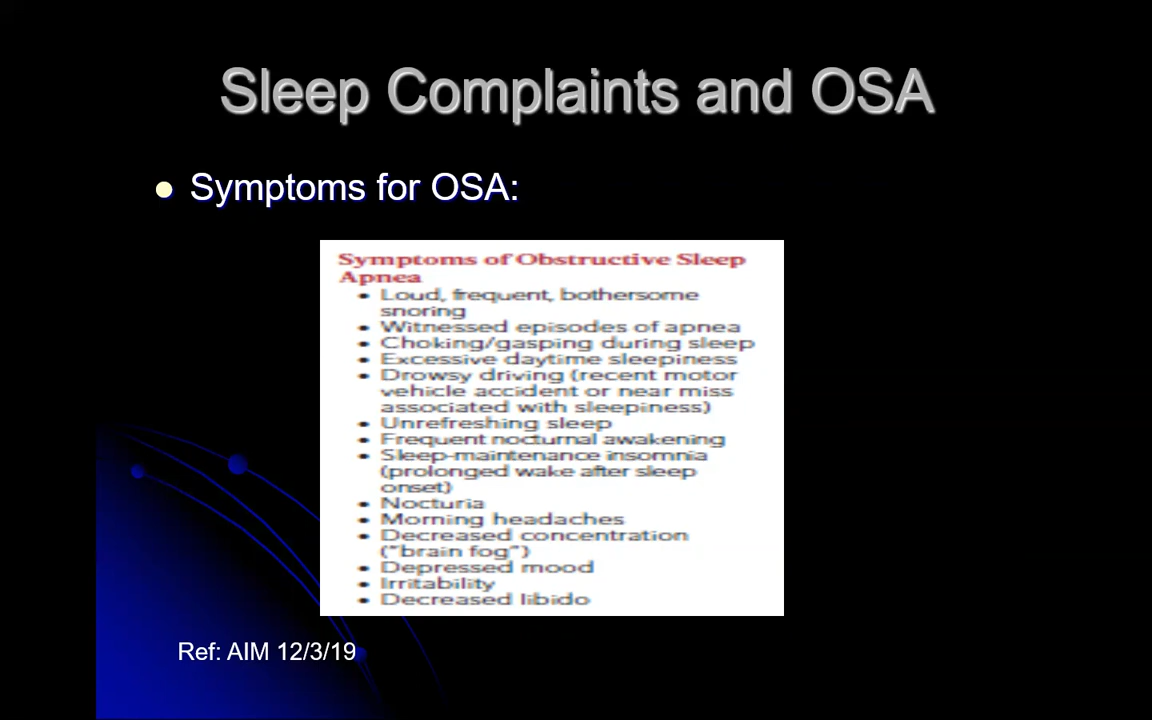 Sleep Complaints and OSA
Symptoms for OSA:
Symptoms of Obstructive Sleep
Apnea
• Loud, frequent, bothersome
snoring
• Witnessed episodes of apnea
• Choking/gasping during sleep
• Excessive daytime sleepiness
• Drowsy driving (recent motor
vehicle accident or near miss
associated with sleepiness)
• Unrefreshing sleep
• Frequent nocturnal awakening
• Sleep-maintenance insomnia
(prolonged wake after sleep
onset)
• Nocturia
• Morning headaches
• Decreased concentration
("brain fog")
• Depressed mood
• Irritability
• Decreased libido
Ref: AIM 12/3/19